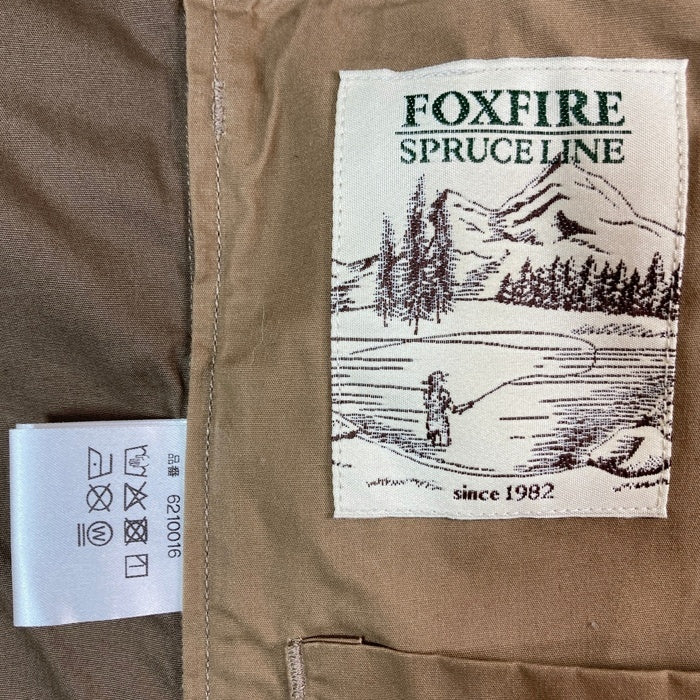 FOXFIRE
SPRUCE LINE
since 1982
品番 6210016
W